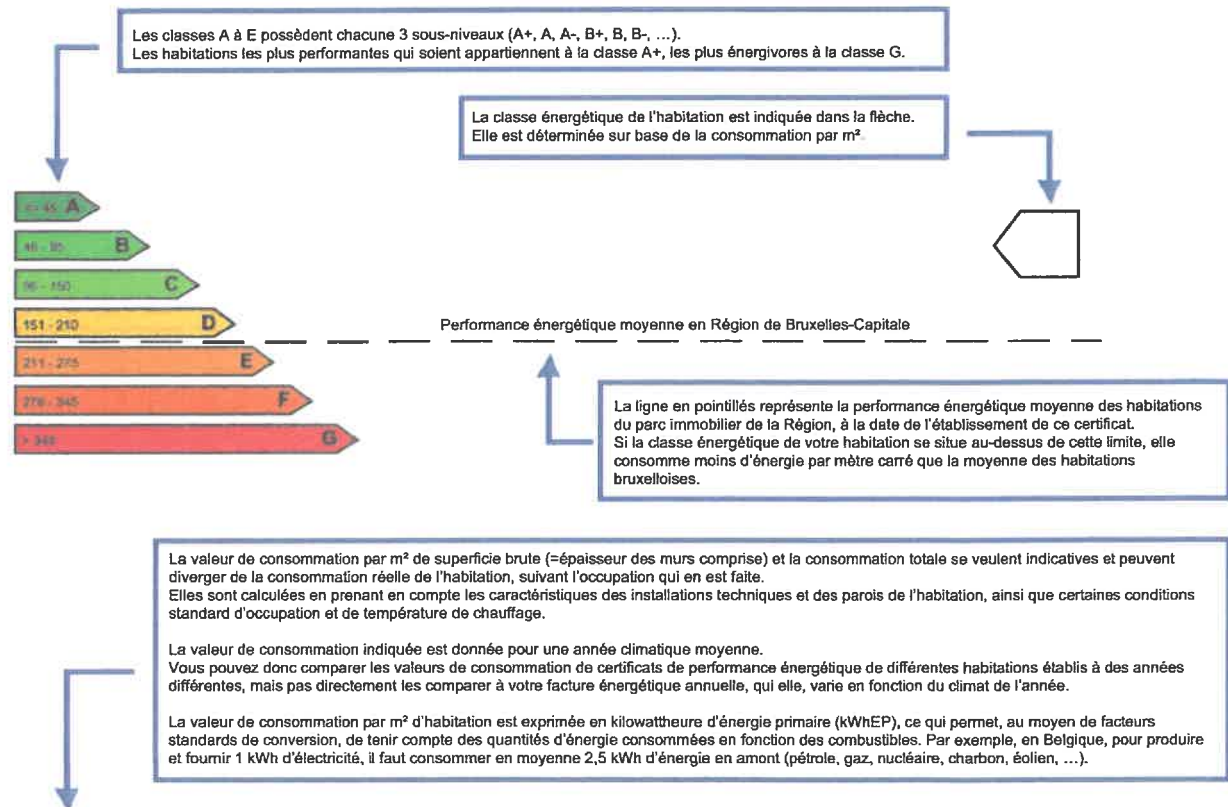 Les classes A à E possèdent chacune 3 sous-niveaux (A+, A, A-, B+, B, B-, ...).
Les habitations les plus performantes qui soient appartiennent à la classe A+, les plus énergivores à la classe G.
La classe énergétique de l'habitation est indiquée dans la flèche.
Elle est déterminée sur base de la consommation par m².
A
B
C
151 - 210 D
Performance énergétique moyenne en Région de Bruxelles-Capitale
211 - 275 E
276 - 345 F
G
La ligne en pointillés représente la performance énergétique moyenne des habitations
du parc immobilier de la Région, à la date de l'établissement de ce certificat.
Si la classe énergétique de votre habitation se situe au-dessus de cette limite, elle
consomme moins d'énergie par mètre carré que la moyenne des habitations
bruxelloises.
La valeur de consommation par m² de superficie brute (=épaisseur des murs comprise) et la consommation totale se veulent indicatives et peuvent
diverger de la consommation réelle de l'habitation, suivant l'occupation qui en est faite.
Elles sont calculées en prenant en compte les caractéristiques des installations techniques et des parois de l'habitation, ainsi que certaines conditions
standard d'occupation et de température de chauffage.
La valeur de consommation indiquée est donnée pour une année climatique moyenne.
Vous pouvez donc comparer les valeurs de consommation de certificats de performance énergétique de différentes habitations établis à des années
différentes, mais pas directement les comparer à votre facture énergétique annuelle, qui elle, varie en fonction du climat de l'année.
La valeur de consommation par m² d'habitation est exprimée en kilowattheure d'énergie primaire (kWhEP), ce qui permet, au moyen de facteurs
standards de conversion, de tenir compte des quantités d'énergie consommées en fonction des combustibles. Par exemple, en Belgique, pour produire
et fournir 1 kWh d'électricité, il faut consommer en moyenne 2,5 kWh d'énergie en amont (pétrole, gaz, nucléaire, charbon, éolien, ...).